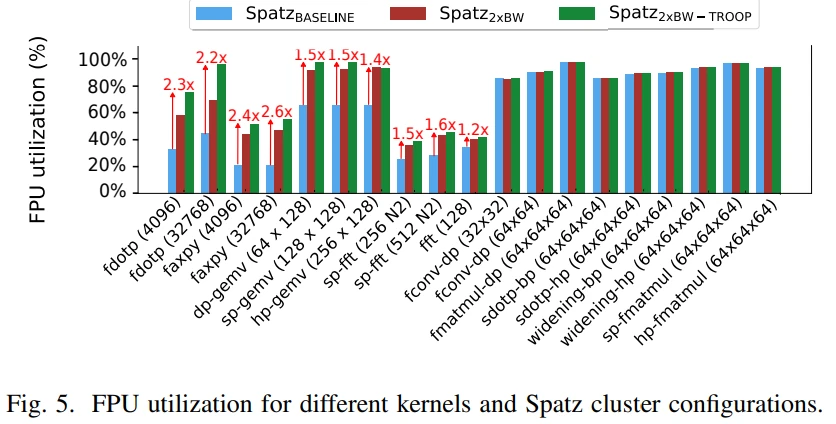 Spatz_BASELINE Spatz_2xBW Spatz_2xBW−TROOP
FPU utilization (%)
100%
80%
60%
40%
20%
0%
2.3x
2.2x
2.4x
2.6x
1.5x
1.5x
1.4x
1.5x
1.6x
1.2x
fdotp (4096)
fdotp (32768)
faxpy (4096)
faxpy (32768)
dp-gemv (64 x 128)
sp-gemv (128 x 128)
hp-gemv (256 x 128)
sp-fft (256 N2)
sp-fft (512 N2)
fft (128)
fconv-dp (32x32)
fconv-dp (64x64)
fmatmul-dp (64x64x64)
sdotp-bp (64x64x64)
sdotp-hp (64x64x64)
widening-bp (64x64x64)
widening-hp (64x64x64)
sp-fmatmul (64x64x64)
hp-fmatmul (64x64x64)
Fig. 5. FPU utilization for different kernels and Spatz cluster configurations.